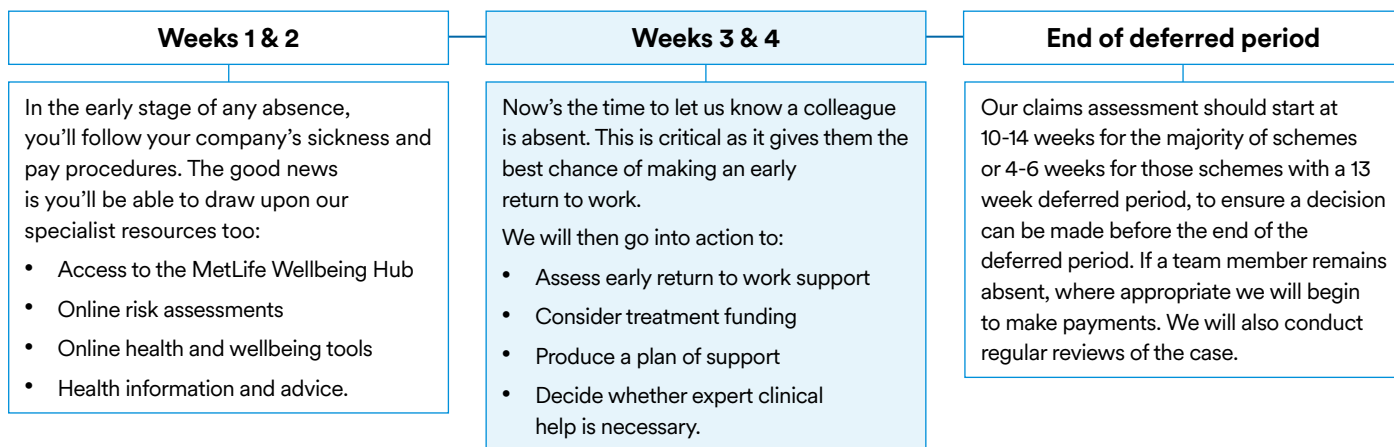 Weeks 1 & 2
In the early stage of any absence,
you'll follow your company's sickness and
pay procedures. The good news
is you'll be able to draw upon our
specialist resources too:
• Access to the MetLife Wellbeing Hub
• Online risk assessments
• Online health and wellbeing tools
• Health information and advice.
Weeks 3 & 4
Now's the time to let us know a colleague
is absent. This is critical as it gives them the
best chance of making an early
return to work.
We will then go into action to:
• Assess early return to work support
• Consider treatment funding
• Produce a plan of support
• Decide whether expert clinical
help is necessary.
End of deferred period
Our claims assessment should start at
10-14 weeks for the majority of schemes
or 4-6 weeks for those schemes with a 13
week deferred period, to ensure a decision
can be made before the end of the
deferred period. If a team member remains
absent, where appropriate we will begin
to make payments. We will also conduct
regular reviews of the case.